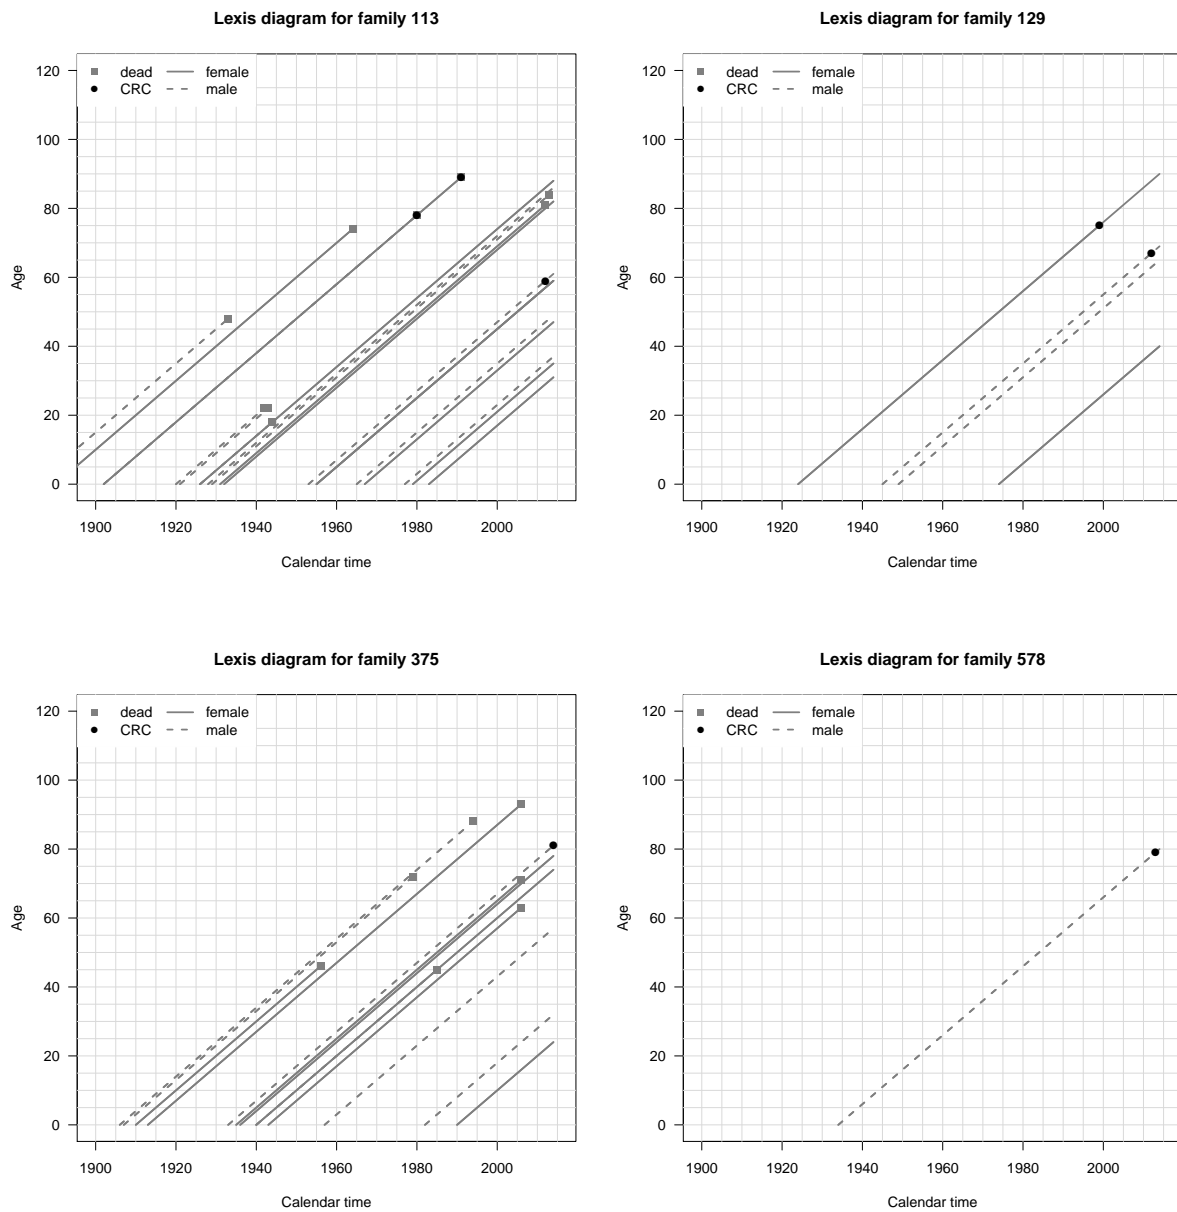 Lexis diagram for family 113
120
100
80
60
40
20
0
Age
dead
CRC
female
male
1900 1920 1940 1960 1980 2000
Calendar time
Lexis diagram for family 129
120
100
80
60
40
20
0
Age
dead
CRC
female
male
1900 1920 1940 1960 1980 2000
Calendar time
Lexis diagram for family 375
120
100
80
60
40
20
0
Age
dead
CRC
female
male
1900 1920 1940 1960 1980 2000
Calendar time
Lexis diagram for family 578
120
100
80
60
40
20
0
Age
dead
CRC
female
male
1900 1920 1940 1960 1980 2000
Calendar time